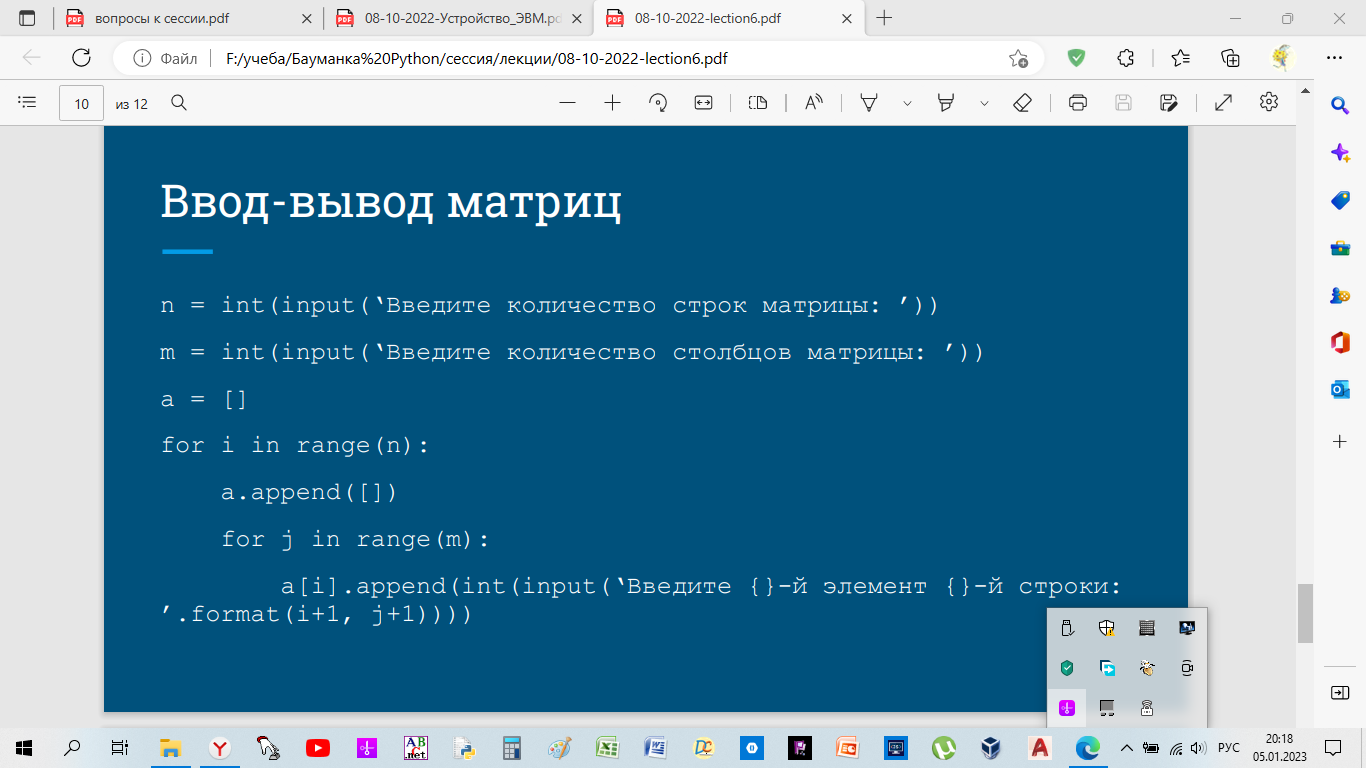 вопросы к сессии.pdf
08-10-2022-Устройство_ЭВМ.pd
08-10-2022-lection6.pdf
Файл
F:/учеба/Бауманка%20Python/сессия/лекции/08-10-2022-lection6.pdf
10 из 12
Ввод-вывод матриц
n = int(input(‘Введите количество строк матрицы: ’))
m = int(input(‘Введите количество столбцов матрицы: ’))
a = []
for i in range(n):
a.append([])
for j in range(m):
a[i].append(int(input(‘Введите {}-й элемент {}-й строки:
’.format(i+1, j+1))))
РУС
20:18
05.01.2023